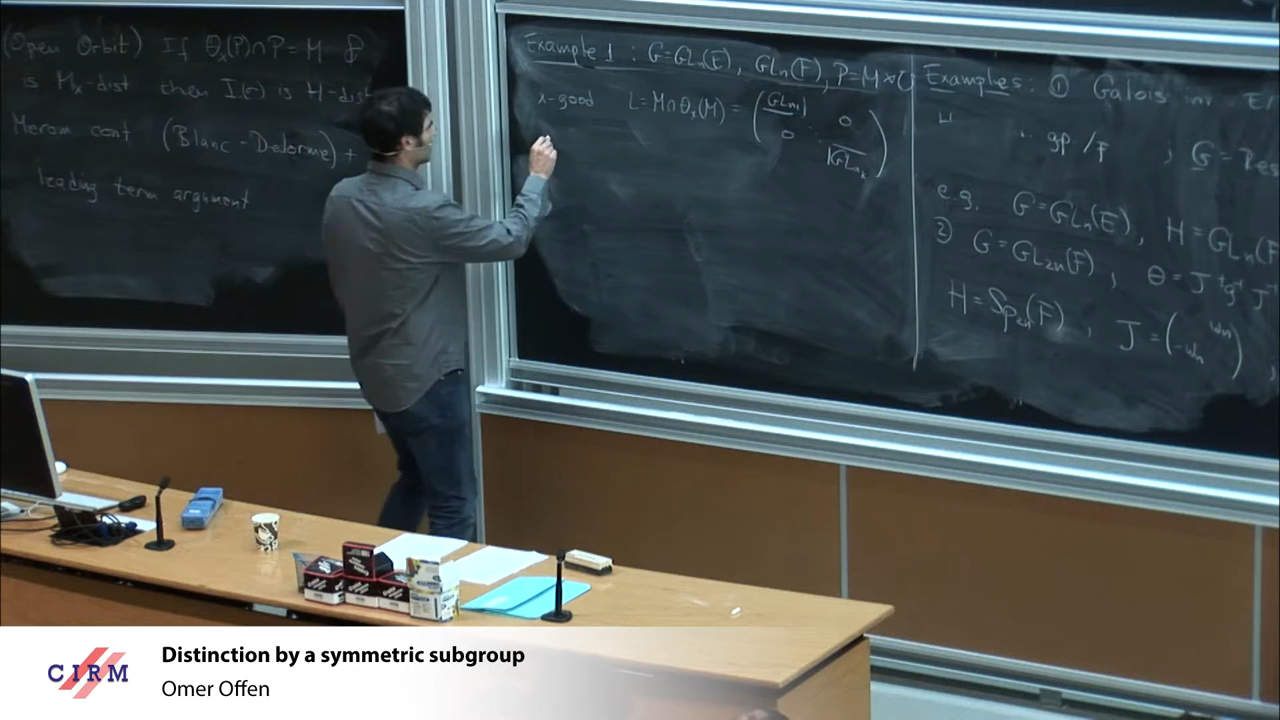 (Open Orbit) If θₓ(P)∩P = M &
is Mₓ-dist then I(σ) is H-dist
Merom cont (Blanc-Delorme) +
leading term argument
Example 1 : G=GLₙ(E), GLₙ(F), P=M⋉U
x-good L = M∩θₓ(M) = (GLₙ₁ 0
0 ⋱ GLₙₖ)
Examples: ① Galois inv E/
gp /F ; G = Res
e.g. G=GLₙ(E), H=GLₙ(F
2) G=GL₂ₙ(F) , θ=J ᵗg⁻¹ J⁻¹
H=Sp₂ₙ(F) , J=( wₙ
-wₙ ) ;
CIRM
Distinction by a symmetric subgroup
Omer Offen